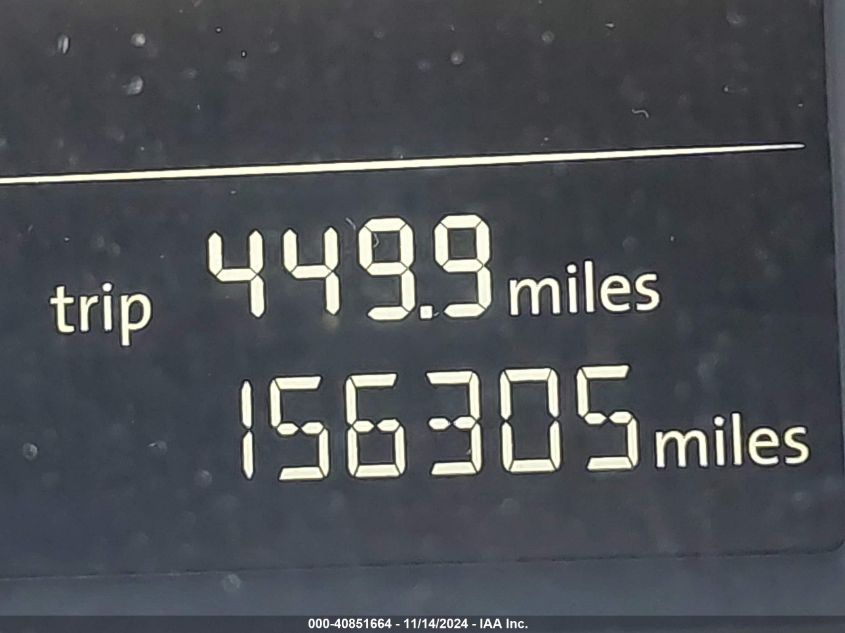 trip 449.9 miles
156305 miles
000-40851664 - 11/14/2024 - IAA Inc.